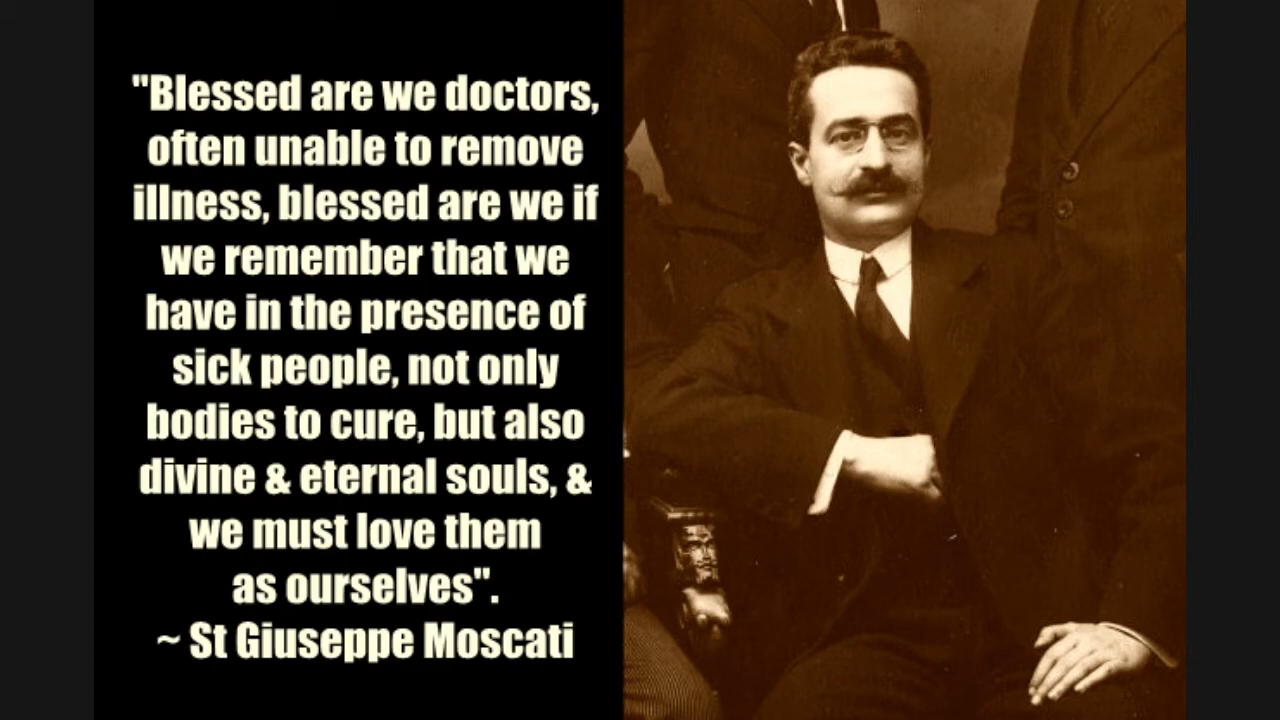 "Blessed are we doctors,
often unable to remove
illness, blessed are we if
we remember that we
have in the presence of
sick people, not only
bodies to cure, but also
divine & eternal souls, &
we must love them
as ourselves".
~ St Giuseppe Moscati